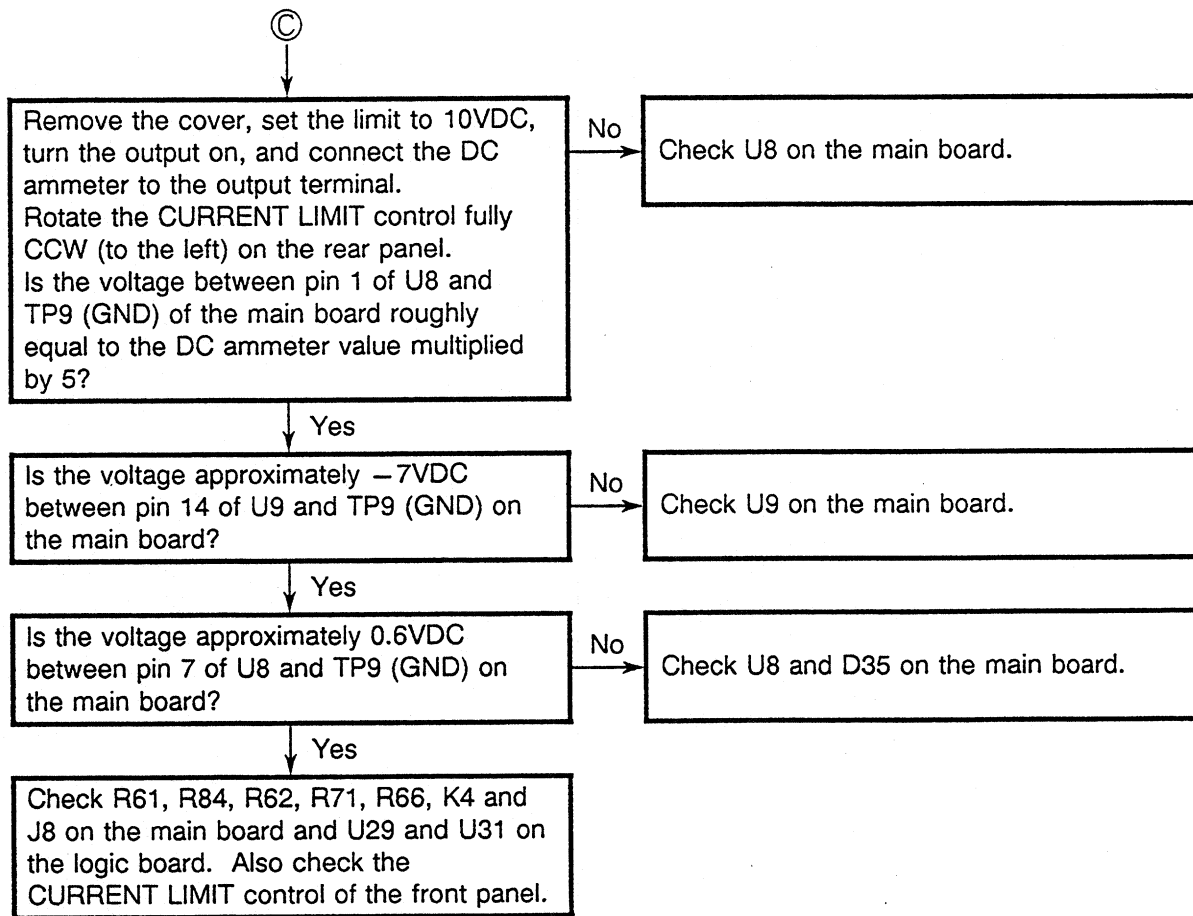 C
Remove the cover, set the limit to 10VDC,
turn the output on, and connect the DC
ammeter to the output terminal.
Rotate the CURRENT LIMIT control fully
CCW (to the left) on the rear panel.
Is the voltage between pin 1 of U8 and
TP9 (GND) of the main board roughly
equal to the DC ammeter value multiplied
by 5?
No
Check U8 on the main board.
Yes
Is the voltage approximately −7VDC
between pin 14 of U9 and TP9 (GND) on
the main board?
No
Check U9 on the main board.
Yes
Is the voltage approximately 0.6VDC
between pin 7 of U8 and TP9 (GND) on
the main board?
No
Check U8 and D35 on the main board.
Yes
Check R61, R84, R62, R71, R66, K4 and
J8 on the main board and U29 and U31 on
the logic board. Also check the
CURRENT LIMIT control of the front panel.